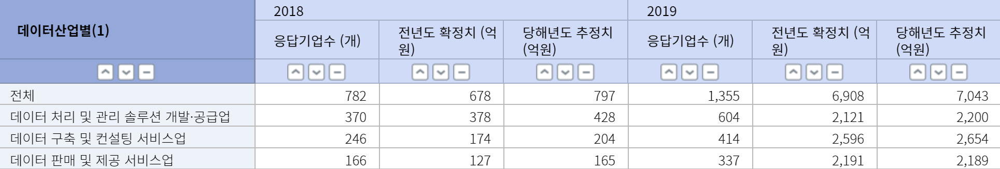 데이터산업별(1) 2018 2019
응답기업수 (개) 전년도 확정치 (억원) 당해년도 추정치 (억원) 응답기업수 (개) 전년도 확정치 (억원) 당해년도 추정치 (억원)
전체 782 678 797 1,355 6,908 7,043
데이터 처리 및 관리 솔루션 개발·공급업 370 378 428 604 2,121 2,200
데이터 구축 및 컨설팅 서비스업 246 174 204 414 2,596 2,654
데이터 판매 및 제공 서비스업 166 127 165 337 2,191 2,189